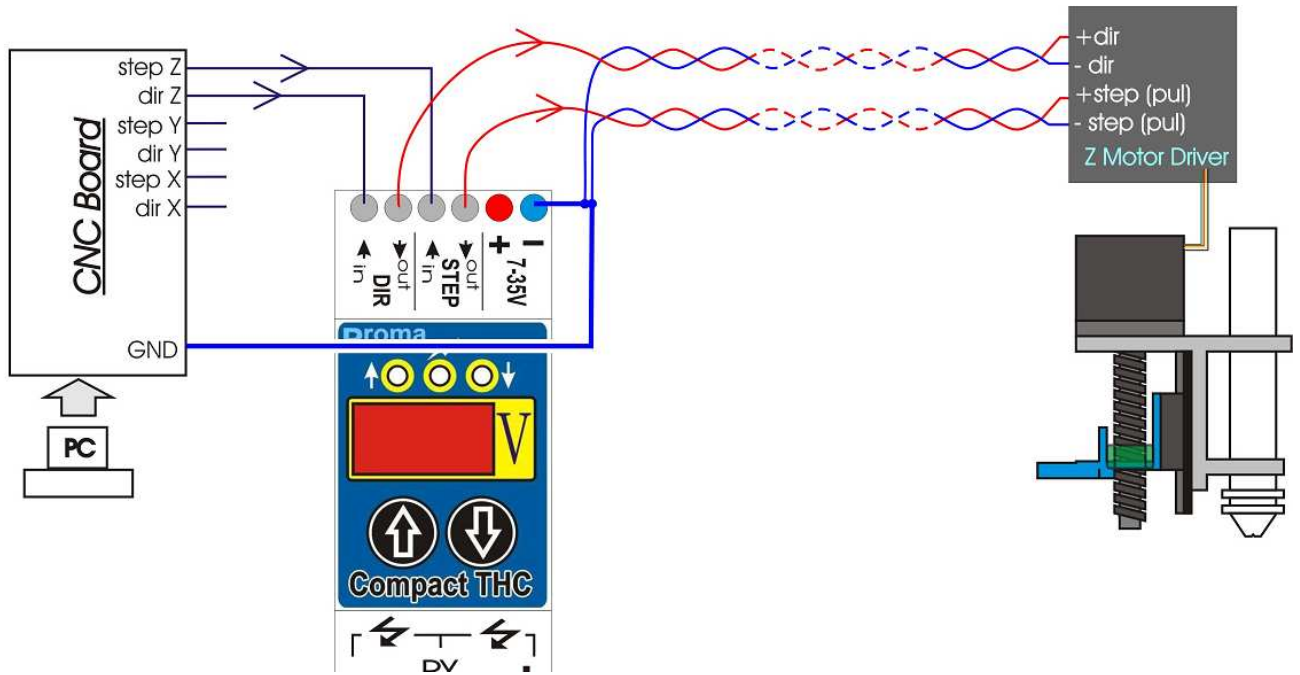 CNC Board
step Z
dir Z
step Y
dir Y
step X
dir X
GND
PC
in
out
DIR
in
out
STEP
+
-
7-35V
Proma
V
Compact THC
+dir
- dir
+step (pul)
- step (pul)
Z Motor Driver